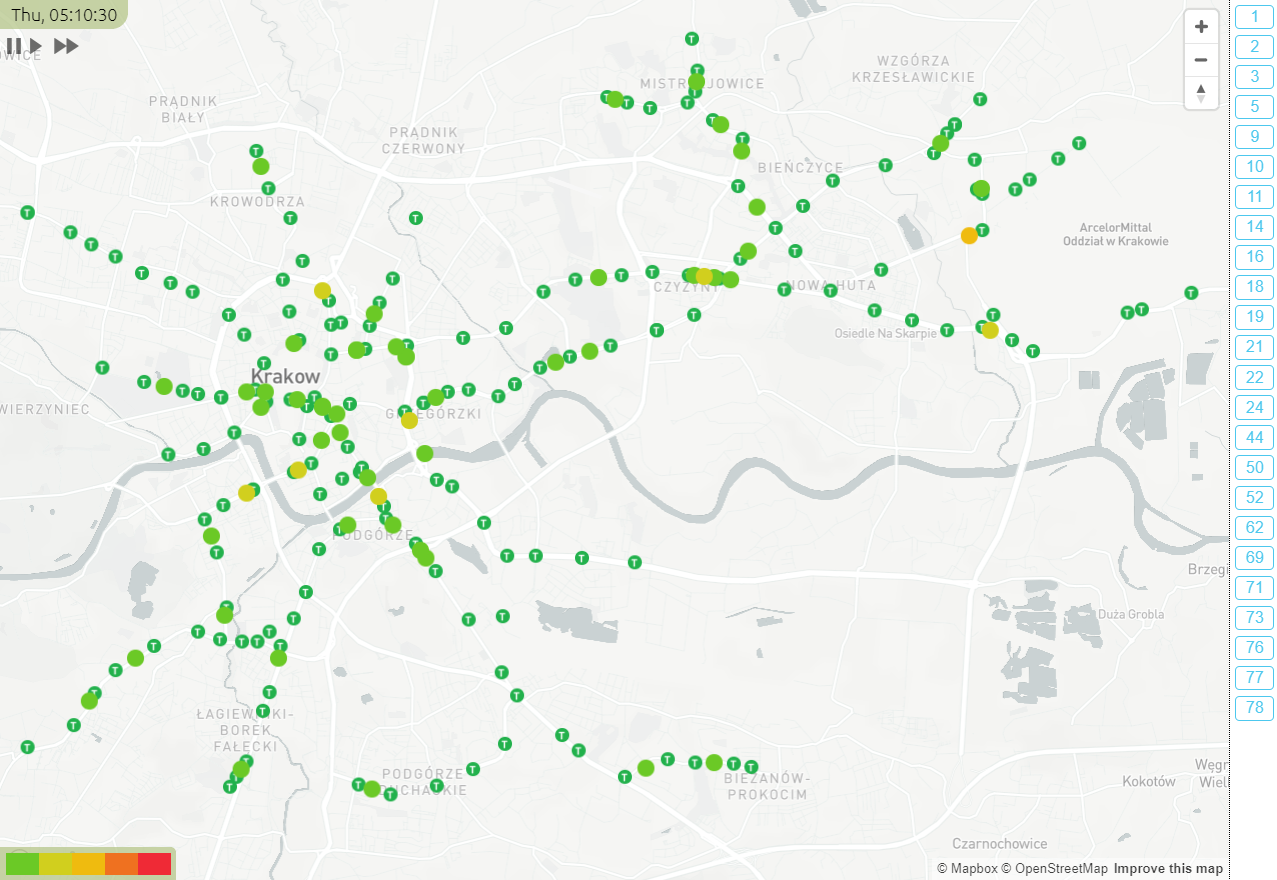 Thu, 05:10:30
WZGÓRZA
KRZESŁAWICKIE
MISTRZEJOWICE
PRĄDNIK
BIAŁY
PRĄDNIK
CZERWONY
BIEŃCZYCE
KROWODRZA
ArcelorMittal
Oddział w Krakowie
CZYŻYNY
NOWA HUTA
Osiedle Na Skarpie
Krakow
WIERZYNIEC
GRZEGÓRZKI
PODGÓRZE
Brzegi
Duża Grobla
ŁAGIEWNIKI-
BOREK
FAŁĘCKI
PODGÓRZE
DUCHACKIE
BIEŻANÓW-
PROKOCIM
Kokotów
Węgr
Wiel
Czarnochowice
© Mapbox © OpenStreetMap Improve this map
1
2
3
5
9
10
11
14
16
18
19
21
22
24
44
50
52
62
69
71
73
76
77
78